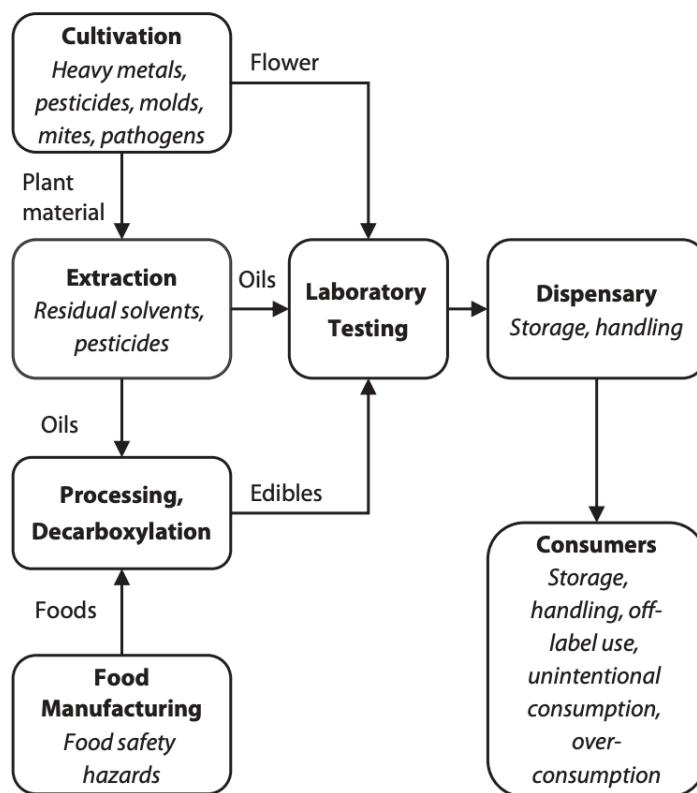 Cultivation
Heavy metals,
pesticides, molds,
mites, pathogens
Flower
Plant
material
Extraction
Residual solvents,
pesticides
Oils
Laboratory
Testing
Dispensary
Storage, handling
Oils
Processing,
Decarboxylation
Edibles
Foods
Food
Manufacturing
Food safety
hazards
Consumers
Storage,
handling, off-
label use,
unintentional
consumption,
over-
consumption